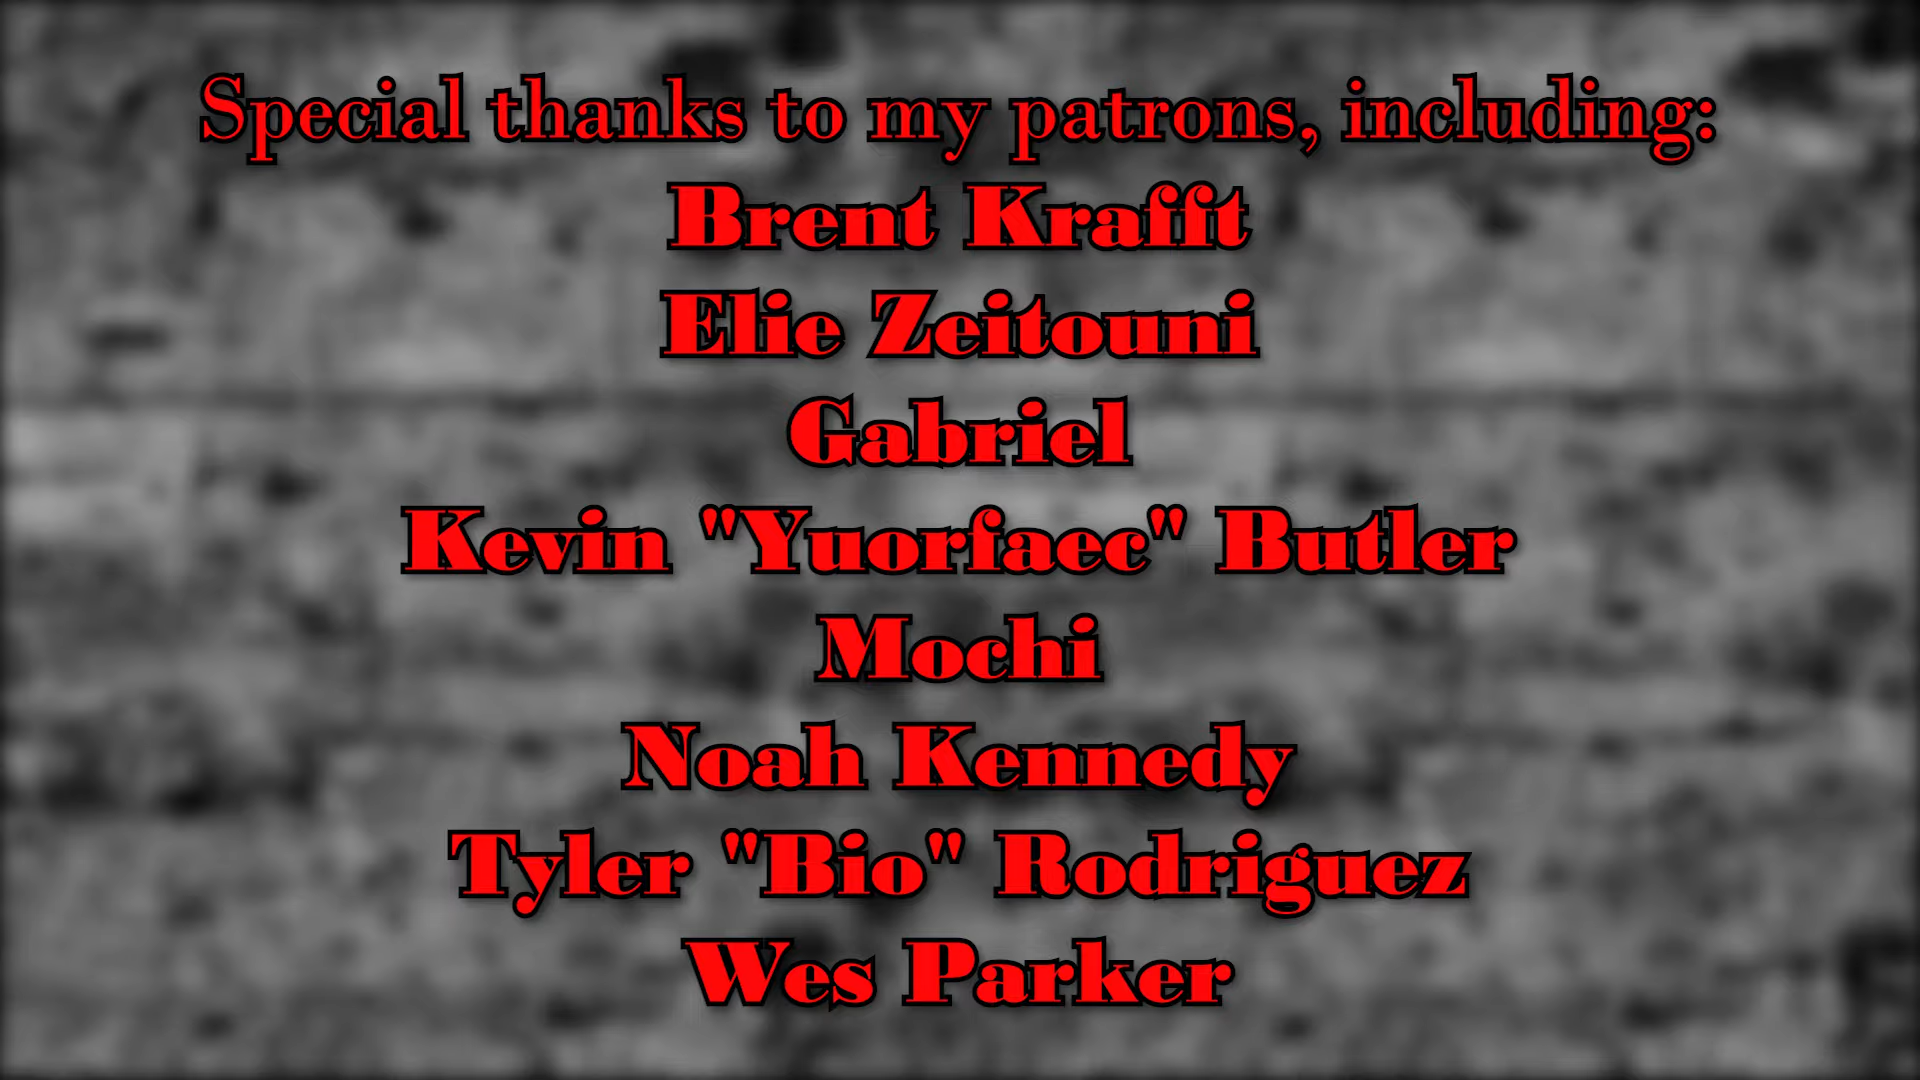 Special thanks to my patrons, including:
Brent Krafft
Elie Zeitouni
Gabriel
Kevin "Yuorfaec" Butler
Mochi
Noah Kennedy
Tyler "Bio" Rodriguez
Wes Parker